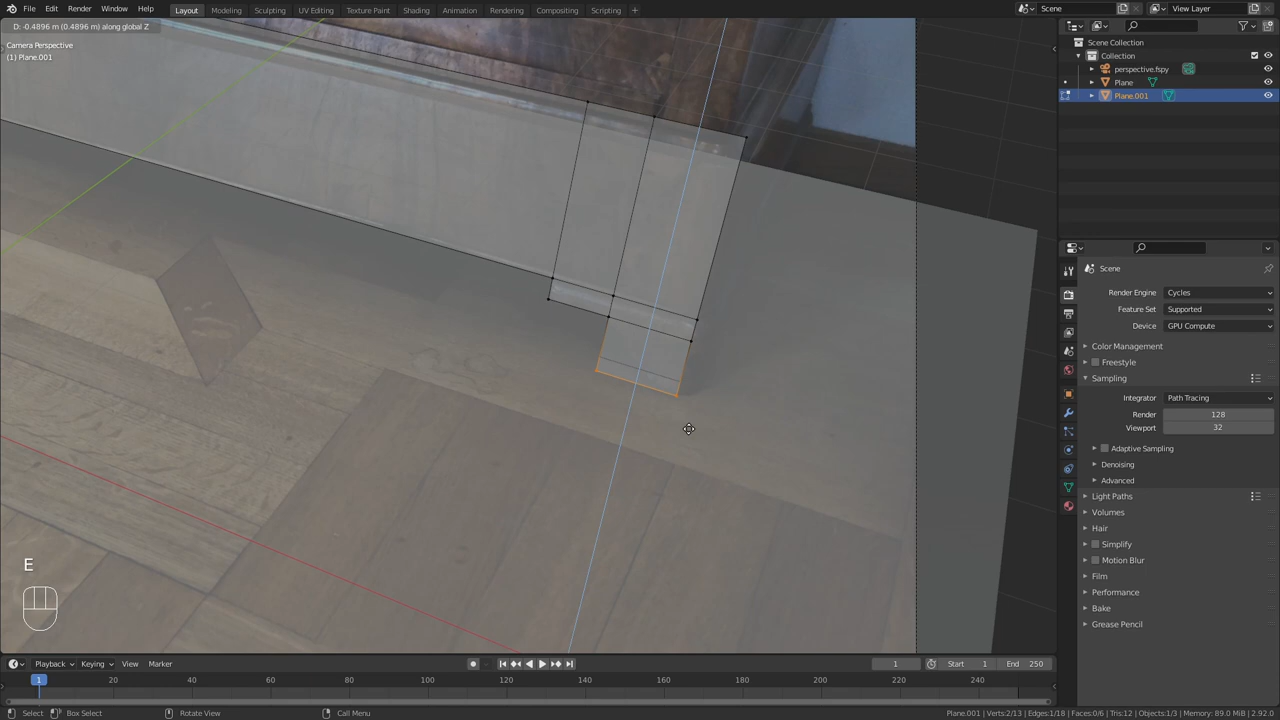 File Edit Render Window Help Layout Modeling Sculpting UV Editing Texture Paint Shading Animation Rendering Compositing Scripting + Scene View Layer
D: -0.4896 m (0.4896 m) along global Z
Camera Perspective
(1) Plane.001
Scene Collection
Collection
perspective.fspy
Plane
Plane.001
Scene
Render Engine Cycles
Feature Set Supported
Device GPU Compute
Color Management
Freestyle
Sampling
Integrator Path Tracing
Render 128
Viewport 32
Adaptive Sampling
Denoising
Advanced
Light Paths
Volumes
Hair
Simplify
Motion Blur
Film
Performance
Bake
Grease Pencil
E
Playback Keying View Marker 1 Start 1 End 250
1 20 40 60 80 100 120 140 160 180 200 220 240
Select Box Select Rotate View Call Menu Plane.001 | Verts:2/13 | Edges:1/18 | Faces:0/6 | Tris:12 | Objects:1/3 | Memory: 89.0 MiB | 2.92.0